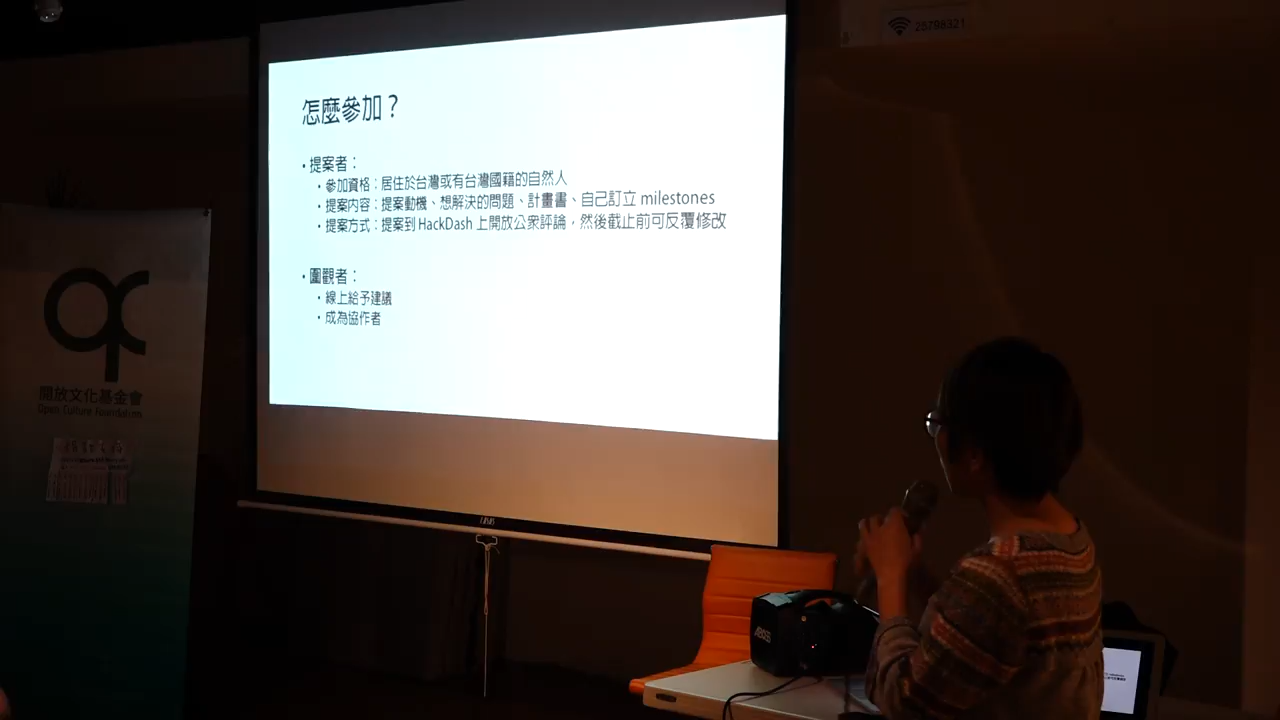 25798321
怎麼參加？
• 提案者：
• 參加資格：居住於台灣或有台灣國籍的自然人
• 提案內容：提案動機、想解決的問題、計畫書、自己訂立 milestones
• 提案方式：提案到 HackDash 上開放公眾評論，然後截止前可反覆修改
• 圍觀者：
• 線上給予建議
• 成為協作者
開放文化基金會
Open Culture Foundation